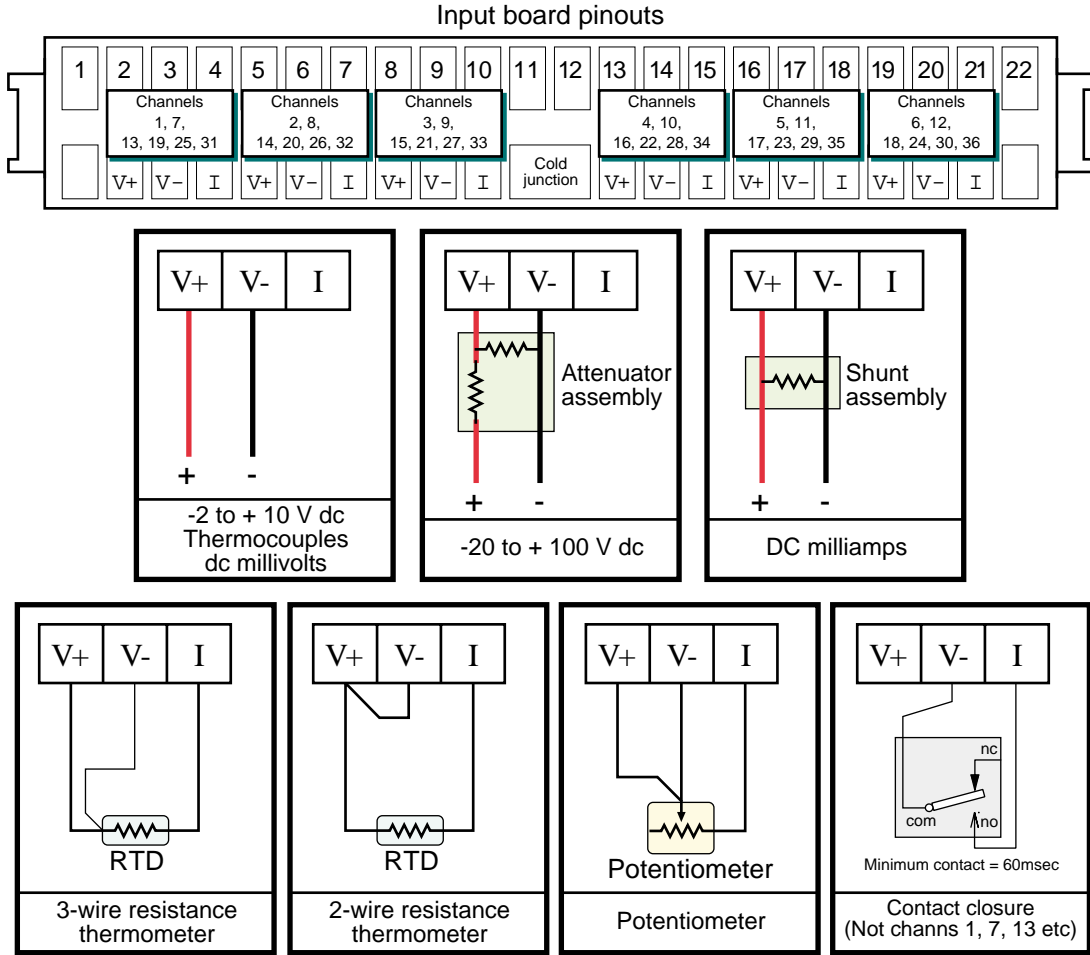 Input board pinouts
1 2 3 4 5 6 7 8 9 10 11 12 13 14 15 16 17 18 19 20 21 22
Channels
1, 7,
13, 19, 25, 31
Channels
2, 8,
14, 20, 26, 32
Channels
3, 9,
15, 21, 27, 33
Channels
4, 10,
16, 22, 28, 34
Channels
5, 11,
17, 23, 29, 35
Channels
6, 12,
18, 24, 30, 36
V+ V- I V+ V- I V+ V- I
Cold
junction
V+ V- I V+ V- I V+ V- I
V+ V- I
+ -
-2 to + 10 V dc
Thermocouples
dc millivolts
V+ V- I
Attenuator
assembly
+ -
-20 to + 100 V dc
V+ V- I
Shunt
assembly
+ -
DC milliamps
V+ V- I
RTD
3-wire resistance
thermometer
V+ V- I
RTD
2-wire resistance
thermometer
V+ V- I
Potentiometer
Potentiometer
V+ V- I
nc
com
no
Minimum contact = 60msec
Contact closure
(Not channs 1, 7, 13 etc)